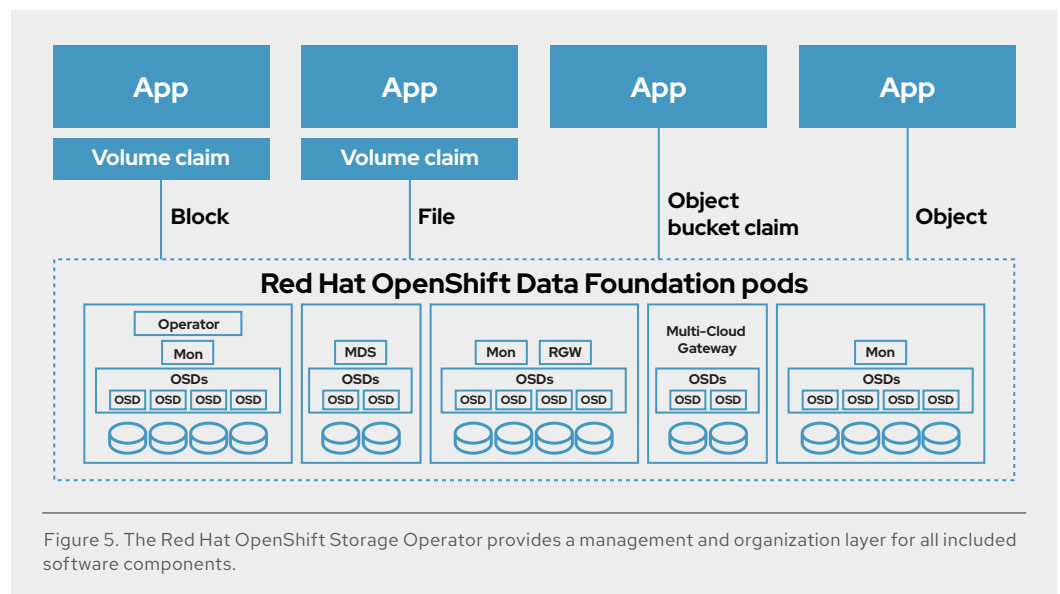 App
App
App
App
Volume claim
Volume claim
Block
File
Object
bucket claim
Object
Red Hat OpenShift Data Foundation pods
Operator
Mon
OSDs
OSD OSD OSD OSD
MDS
OSDs
OSD OSD
Mon RGW
OSDs
OSD OSD OSD OSD
Multi-Cloud
Gateway
OSDs
OSD OSD
Mon
OSDs
OSD OSD OSD OSD
Figure 5. The Red Hat OpenShift Storage Operator provides a management and organization layer for all included
software components.